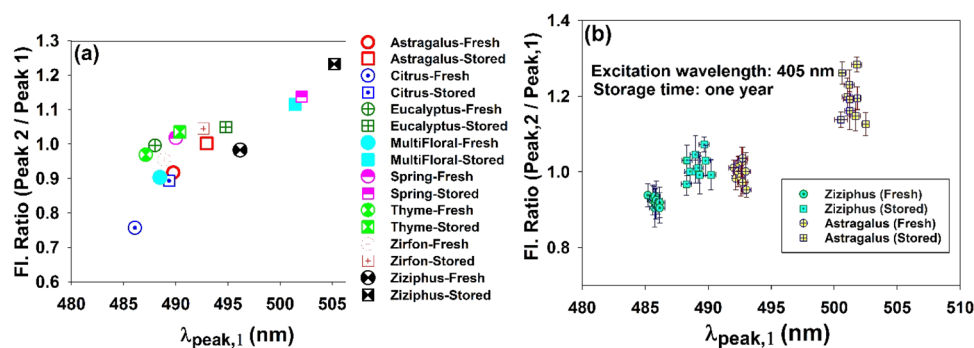 (a)
1.3
1.2
1.1
1.0
0.9
0.8
0.7
0.6
Fl. Ratio (Peak 2 / Peak 1)
480 485 490 495 500 505
λpeak,1 (nm)
Astragalus-Fresh
Astragalus-Stored
Citrus-Fresh
Citrus-Stored
Eucalyptus-Fresh
Eucalyptus-Stored
MultiFloral-Fresh
MultiFloral-Stored
Spring-Fresh
Spring-Stored
Thyme-Fresh
Thyme-Stored
Zirfon-Fresh
Zirfon-Stored
Ziziphus-Fresh
Ziziphus-Stored
(b)
Excitation wavelength: 405 nm
Storage time: one year
1.2
1.0
0.8
Fl. Ratio (Peak,2 / Peak,1)
480 485 490 495 500 505 510
λpeak,1 (nm)
Ziziphus (Fresh)
Ziziphus (Stored)
Astragalus (Fresh)
Astragalus (Stored)